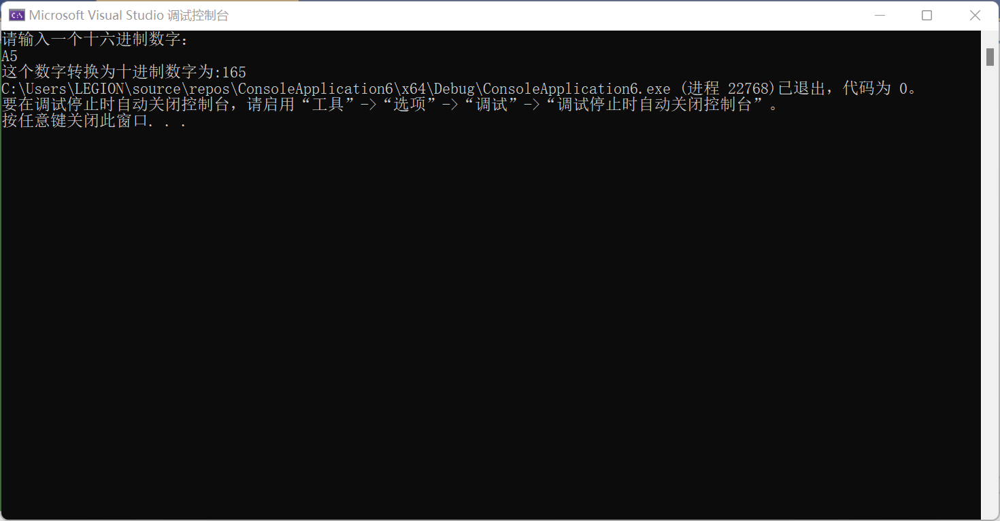 Microsoft Visual Studio 调试控制台
请输入一个十六进制数字：
A5
这个数字转换为十进制数字为:165
C:\Users\LEGION\source\repos\ConsoleApplication6\x64\Debug\ConsoleApplication6.exe (进程 22768)已退出，代码为 0。
要在调试停止时自动关闭控制台，请启用“工具”->“选项”->“调试”->“调试停止时自动关闭控制台”。
按任意键关闭此窗口. . .